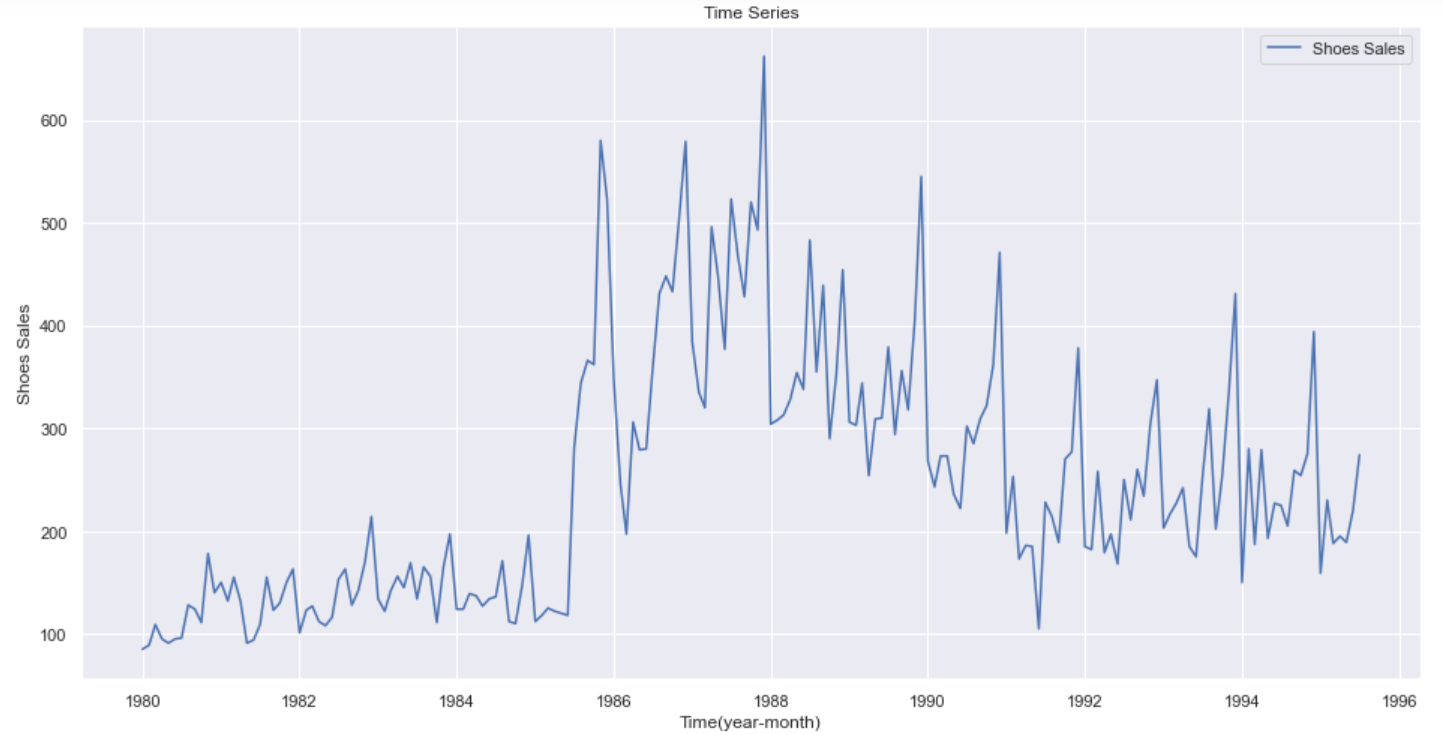 Time Series
Shoes Sales
600
500
400
300
200
100
Shoes Sales
1980 1982 1984 1986 1988 1990 1992 1994 1996
Time(year-month)